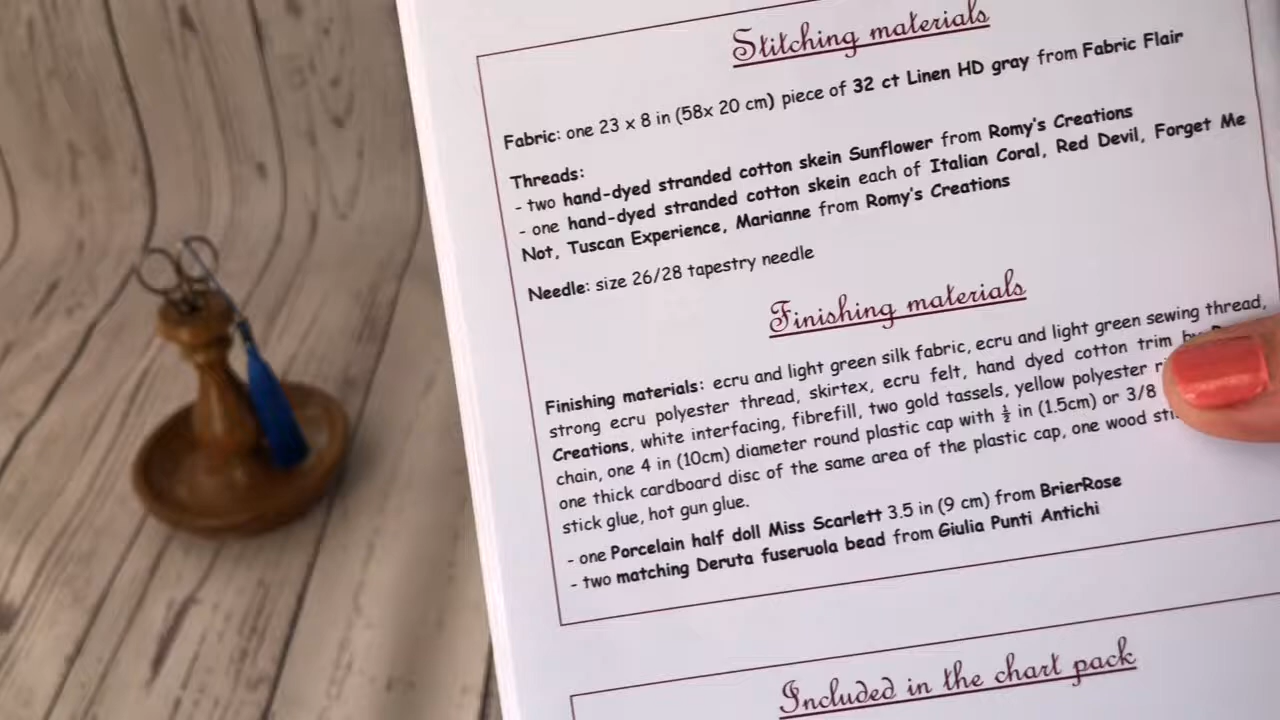 Stitching materials
Fabric: one 23 x 8 in (58x 20 cm) piece of 32 ct Linen HD gray from Fabric Flair
Threads:
- two hand-dyed stranded cotton skein Sunflower from Romy's Creations
- one hand-dyed stranded cotton skein each of Italian Coral, Red Devil, Forget Me
Not, Tuscan Experience, Marianne from Romy's Creations
Needle: size 26/28 tapestry needle
Finishing materials
Finishing materials: ecru and light green silk fabric, ecru and light green sewing thread,
strong ecru polyester thread, skirtex, ecru felt, hand dyed cotton trim by
Creations, white interfacing, fibrefill, two gold tassels, yellow polyester
chain, one 4 in (10cm) diameter round plastic cap with ½ in (1.5cm) or 3/8
one thick cardboard disc of the same area of the plastic cap, one wood
stick glue, hot gun glue.
- one Porcelain half doll Miss Scarlett 3.5 in (9 cm) from BrierRose
- two matching Deruta fuseruola bead from Giulia Punti Antichi
Included in the chart pack